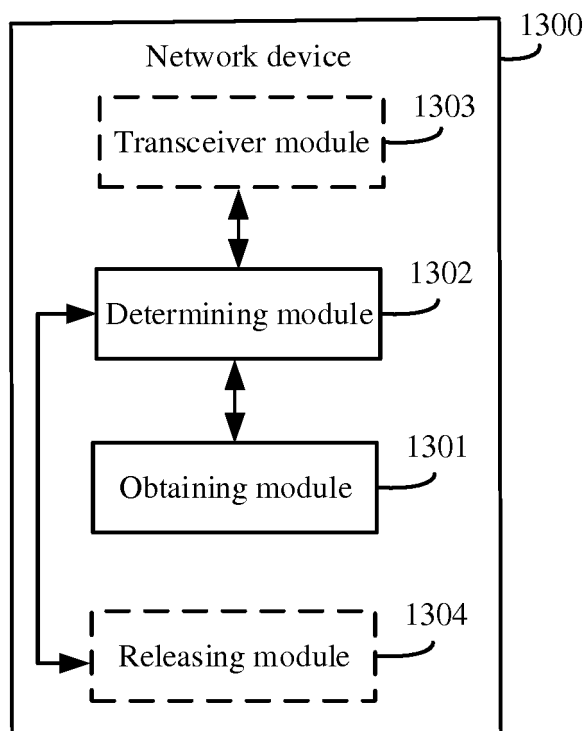 1300
Network device
1303
Transceiver module
1302
Determining module
1301
Obtaining module
1304
Releasing module